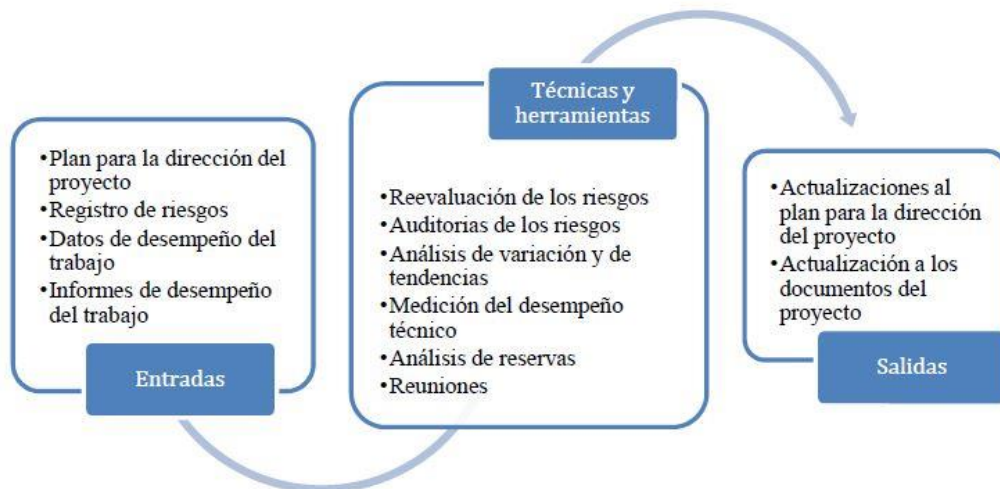 •Plan para la dirección del
proyecto
•Registro de riesgos
•Datos de desempeño del
trabajo
•Informes de desempeño
del trabajo
Entradas
Técnicas y
herramientas
•Reevaluación de los riesgos
•Auditorias de los riesgos
•Análisis de variación y de
tendencias
•Medición del desempeño
técnico
•Análisis de reservas
•Reuniones
•Actualizaciones al
plan para la dirección
del proyecto
•Actualización a los
documentos del
proyecto
Salidas